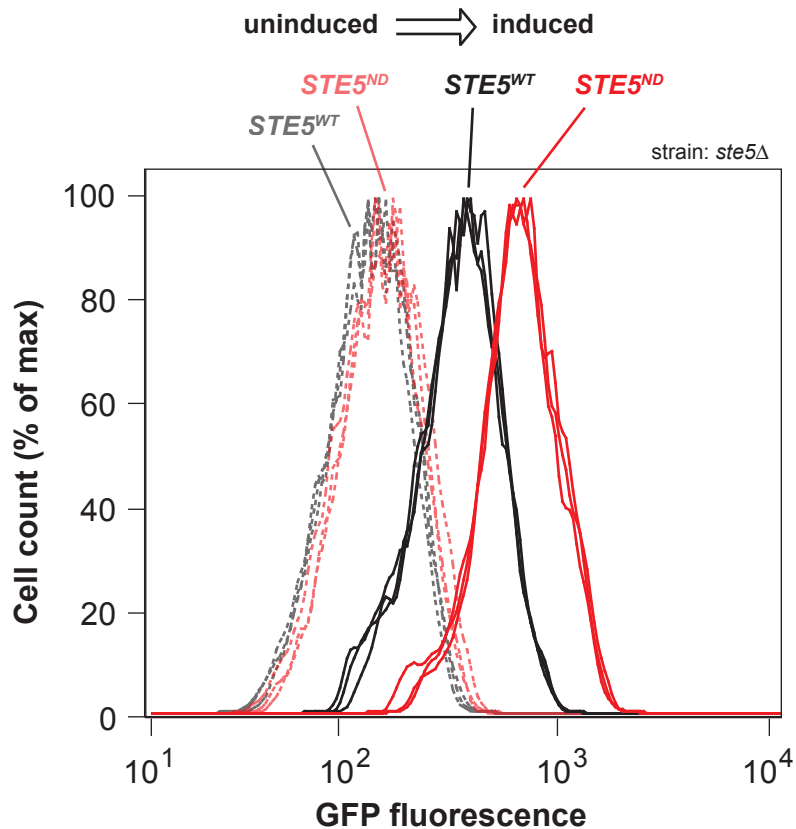 uninduced induced
STE5ND STE5WT STE5ND
STE5WT
strain: ste5Δ
100
80
60
40
20
0
Cell count (% of max)
10¹ 10² 10³ 10⁴
GFP fluorescence